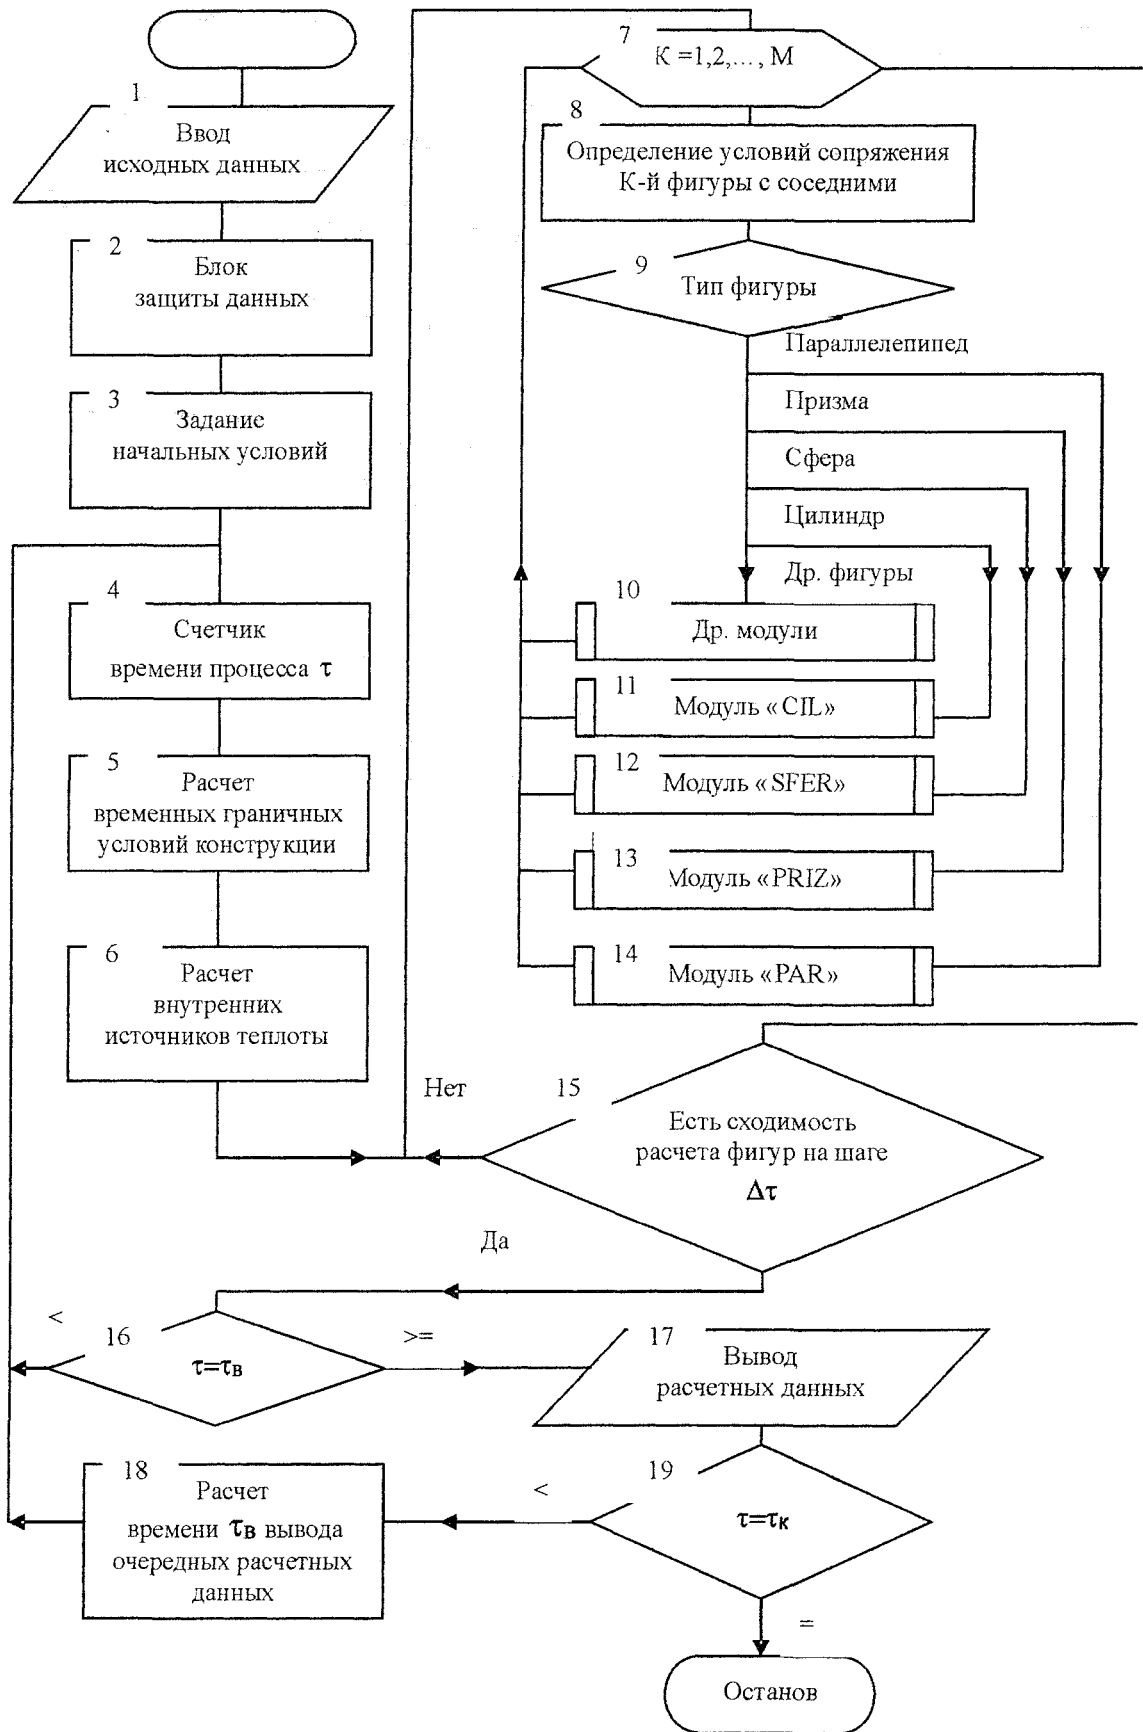 1
Ввод
исходных данных
2
Блок
защиты данных
3
Задание
начальных условий
4
Счетчик
времени процесса τ
5
Расчет
временных граничных
условий конструкции
6
Расчет
внутренних
источников теплоты
7
К =1,2,…, М
8
Определение условий сопряжения
К-й фигуры с соседними
9
Тип фигуры
Параллелепипед
Призма
Сфера
Цилиндр
Др. фигуры
10
Др. модули
11
Модуль «CIL»
12
Модуль «SFER»
13
Модуль «PRIZ»
14
Модуль «PAR»
Нет
15
Есть сходимость
расчета фигур на шаге
Δτ
Да
<
16
>=
τ=τв
17
Вывод
расчетных данных
18
Расчет
времени τв вывода
очередных расчетных
данных
<
19
τ=τк
=
Останов